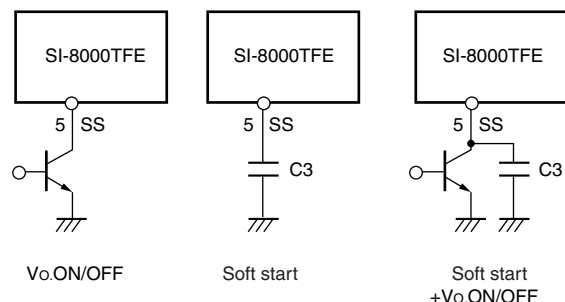 SI-8000TFE
5 SS
Vo.ON/OFF
SI-8000TFE
5 SS
C3
Soft start
SI-8000TFE
5 SS
C3
Soft start
+Vo.ON/OFF